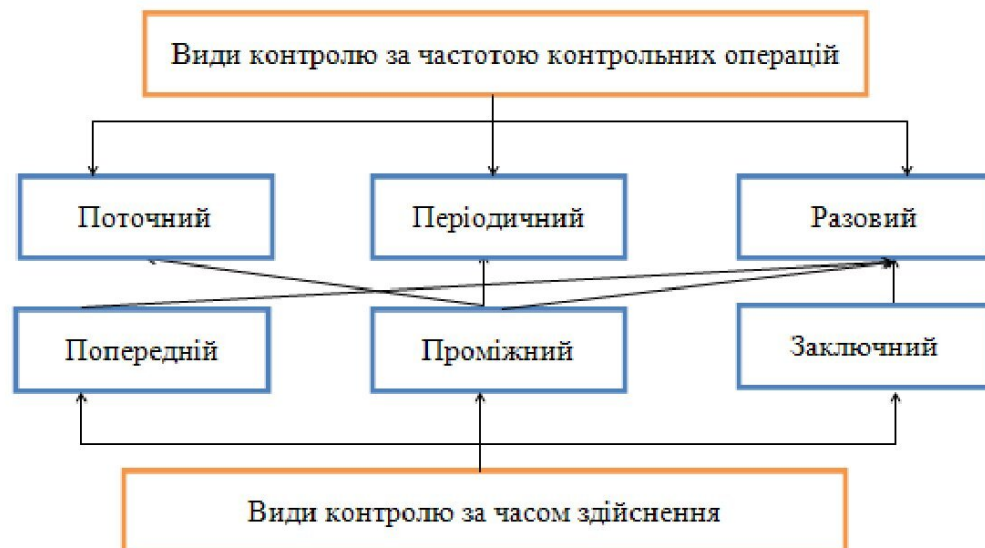 Види контролю за частотою контрольних операцій
Поточний
Періодичний
Разовий
Попередній
Проміжний
Заключний
Види контролю за часом здійснення